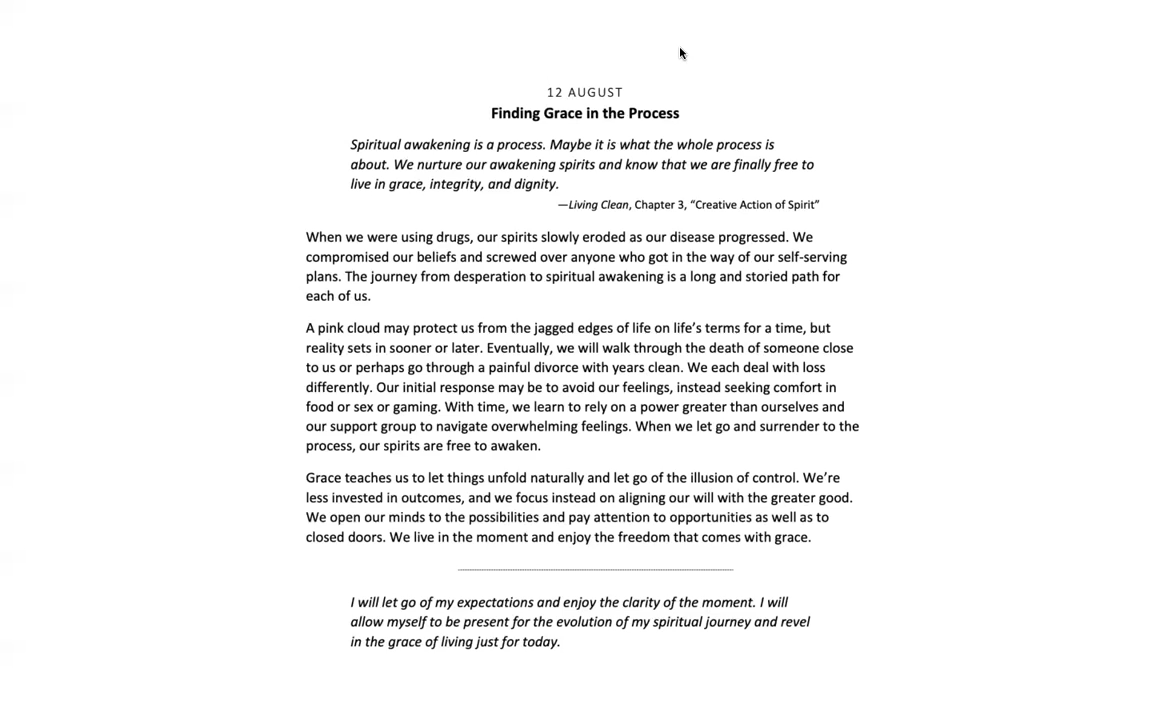 12 AUGUST
Finding Grace in the Process
Spiritual awakening is a process. Maybe it is what the whole process is
about. We nurture our awakening spirits and know that we are finally free to
live in grace, integrity, and dignity.
—Living Clean, Chapter 3, “Creative Action of Spirit”
When we were using drugs, our spirits slowly eroded as our disease progressed. We
compromised our beliefs and screwed over anyone who got in the way of our self-serving
plans. The journey from desperation to spiritual awakening is a long and storied path for
each of us.
A pink cloud may protect us from the jagged edges of life on life’s terms for a time, but
reality sets in sooner or later. Eventually, we will walk through the death of someone close
to us or perhaps go through a painful divorce with years clean. We each deal with loss
differently. Our initial response may be to avoid our feelings, instead seeking comfort in
food or sex or gaming. With time, we learn to rely on a power greater than ourselves and
our support group to navigate overwhelming feelings. When we let go and surrender to the
process, our spirits are free to awaken.
Grace teaches us to let things unfold naturally and let go of the illusion of control. We’re
less invested in outcomes, and we focus instead on aligning our will with the greater good.
We open our minds to the possibilities and pay attention to opportunities as well as to
closed doors. We live in the moment and enjoy the freedom that comes with grace.
I will let go of my expectations and enjoy the clarity of the moment. I will
allow myself to be present for the evolution of my spiritual journey and revel
in the grace of living just for today.